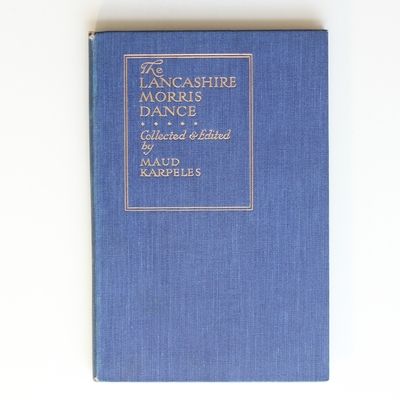 The
LANCASHIRE
MORRIS
DANCE
Collected & Edited
by
MAUD
KARPELES